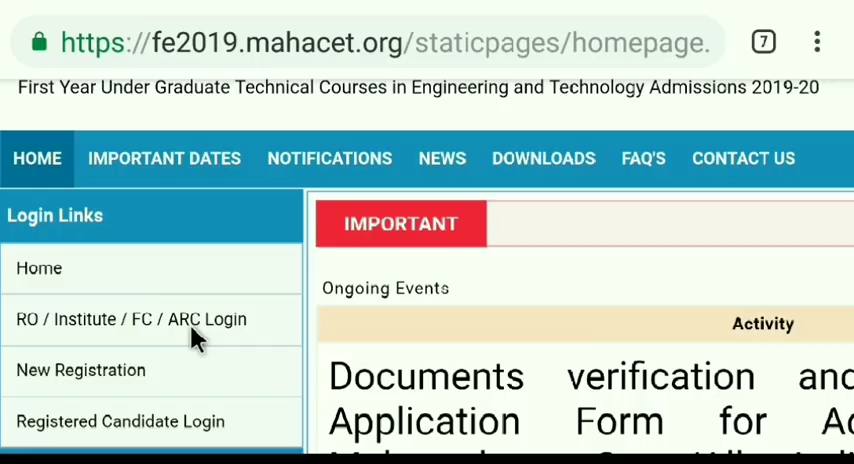 https://fe2019.mahacet.org/staticpages/homepage.
7
First Year Under Graduate Technical Courses in Engineering and Technology Admissions 2019-20
HOME IMPORTANT DATES NOTIFICATIONS NEWS DOWNLOADS FAQ'S CONTACT US
Login Links
IMPORTANT
Home
Ongoing Events
RO / Institute / FC / ARC Login
Activity
New Registration
Documents verification and
Registered Candidate Login
Application Form for